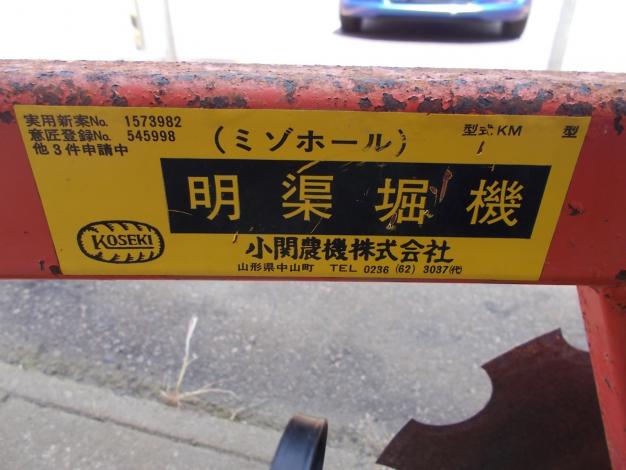 実用新案No. 1573982
意匠登録No. 545998
他3件申請中
(ミゾホール)
型式 KM 型
明渠堀機
KOSEKI
小関農機株式会社
山形県中山町 TEL 0236 (62) 3037㈹